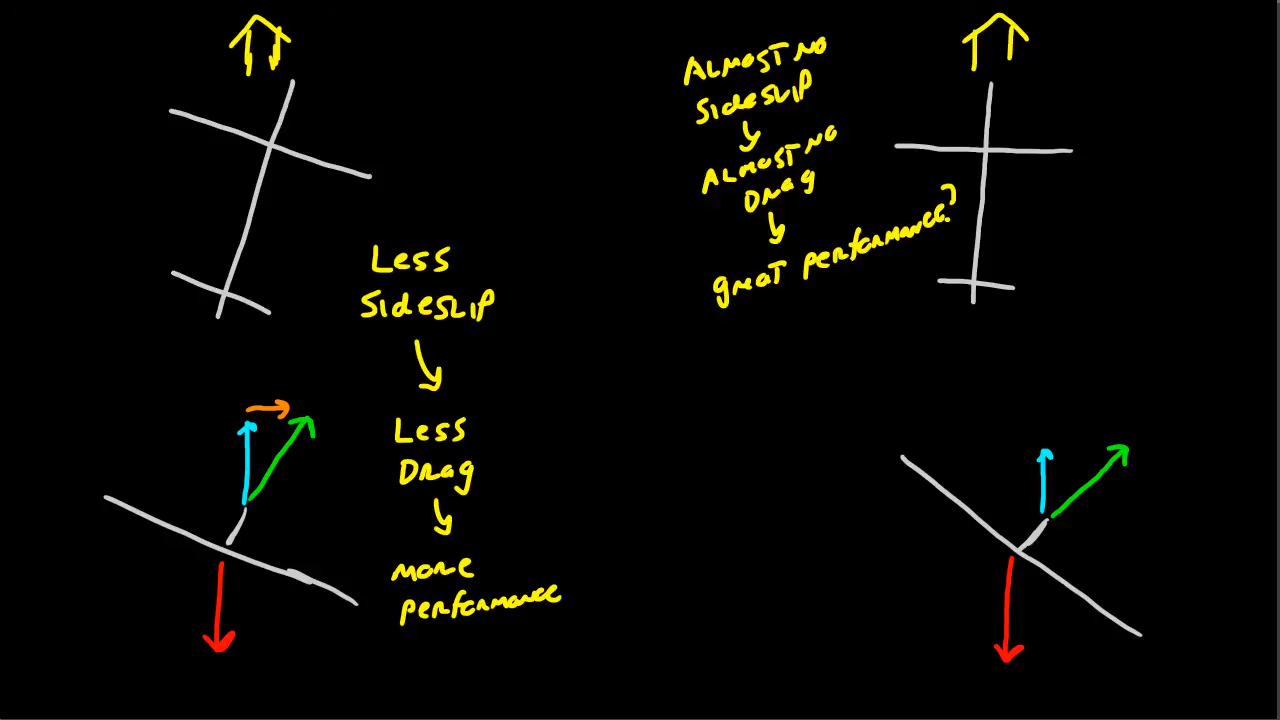 Less
Sideslip
Less
Drag
more
performance
Almost no
Sideslip
Almost no
Drag
great performance?